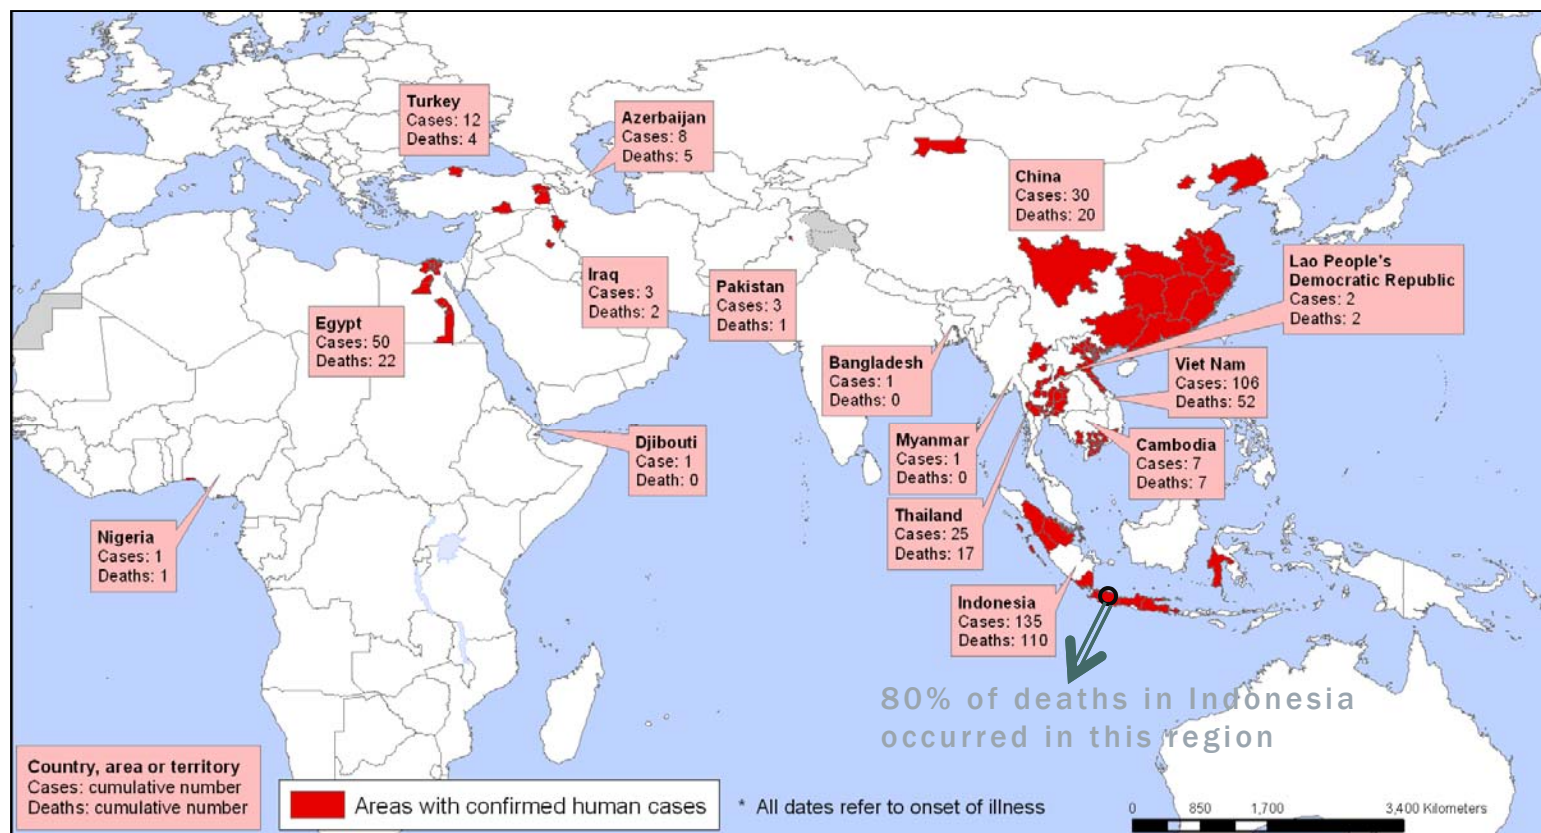 Turkey
Cases: 12
Deaths: 4
Azerbaijan
Cases: 8
Deaths: 5
China
Cases: 30
Deaths: 20
Lao People's
Democratic Republic
Cases: 2
Deaths: 2
Iraq
Cases: 3
Deaths: 2
Pakistan
Cases: 3
Deaths: 1
Egypt
Cases: 50
Deaths: 22
Bangladesh
Cases: 1
Deaths: 0
Viet Nam
Cases: 106
Deaths: 52
Djibouti
Case: 1
Death: 0
Myanmar
Cases: 1
Deaths: 0
Cambodia
Cases: 7
Deaths: 7
Nigeria
Cases: 1
Deaths: 1
Thailand
Cases: 25
Deaths: 17
Indonesia
Cases: 135
Deaths: 110
80% of deaths in Indonesia
occurred in this region
Country, area or territory
Cases: cumulative number
Deaths: cumulative number
Areas with confirmed human cases
* All dates refer to onset of illness
0 850 1,700 3,400 Kilometers